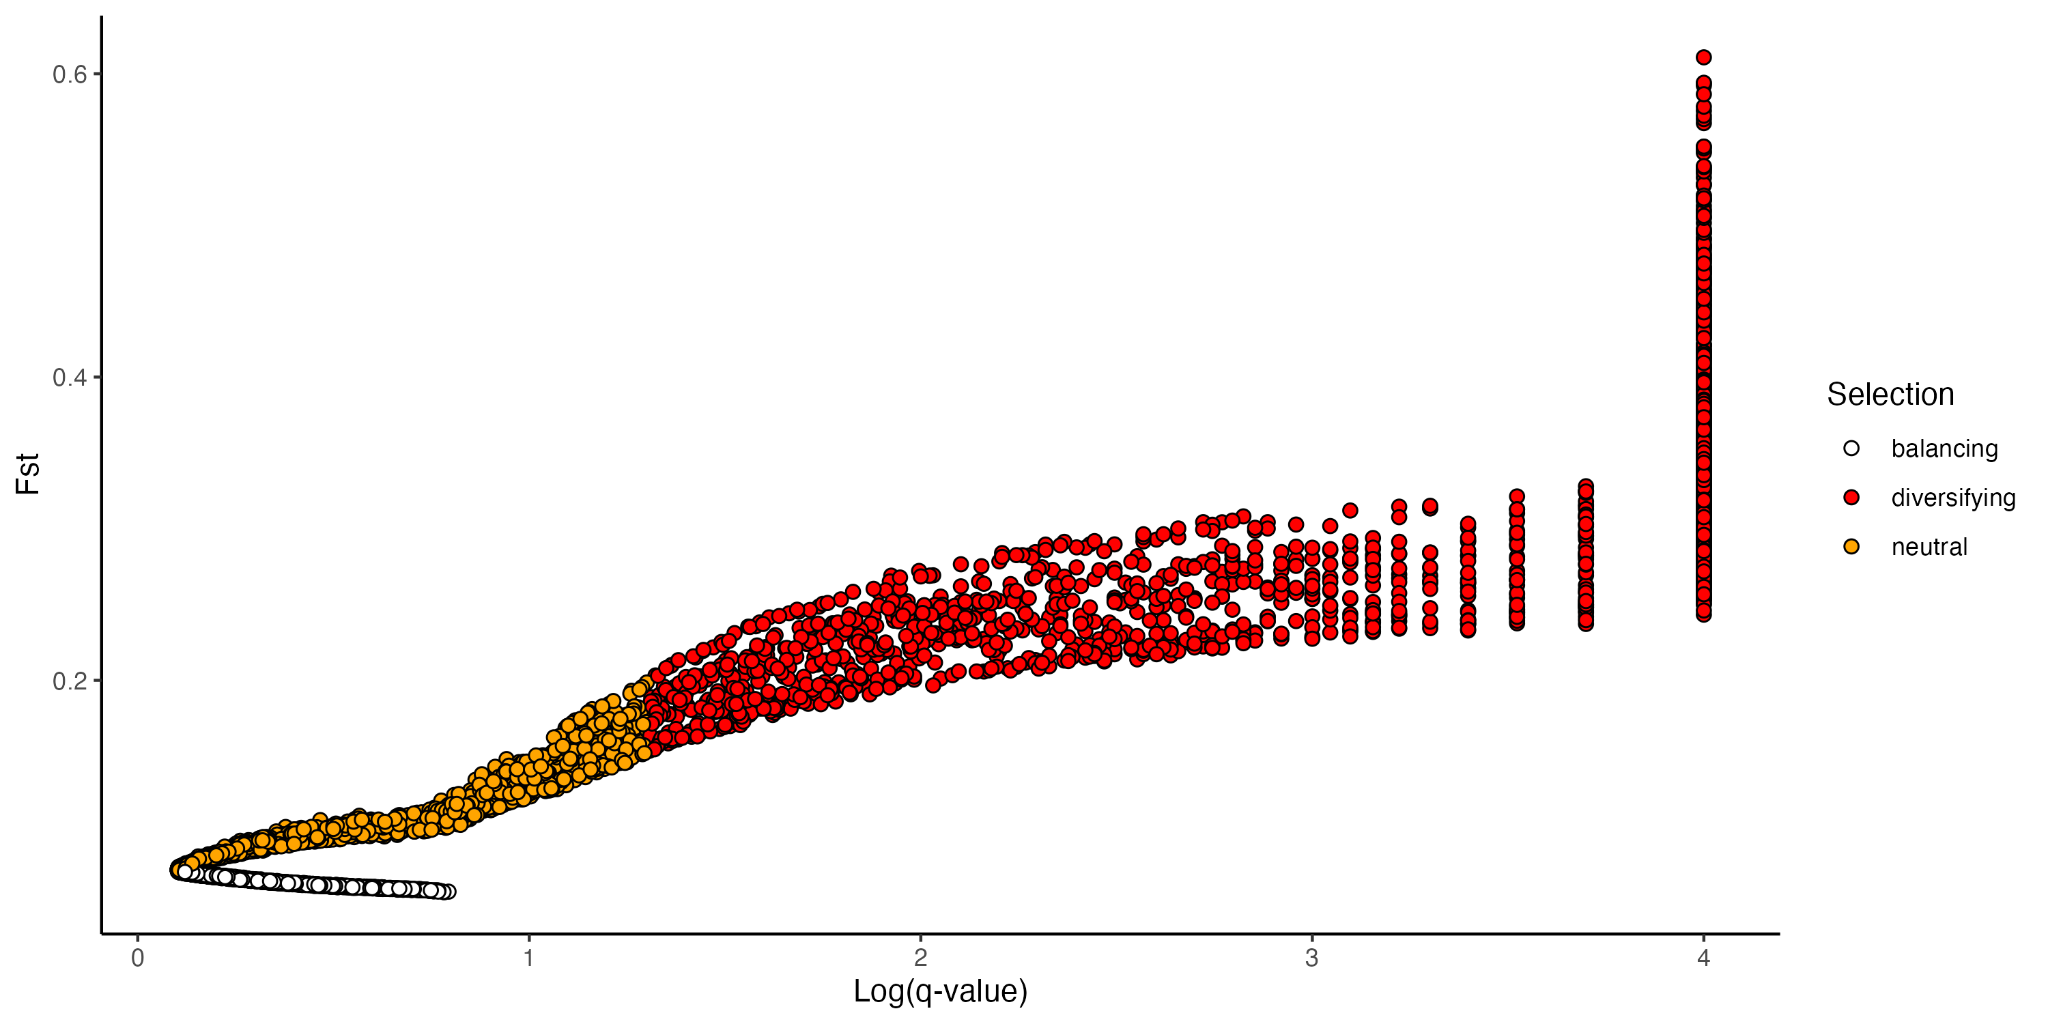 0.6
0.4
0.2
Fst
0
1
2
3
4
Log(q-value)
Selection
balancing
diversifying
neutral